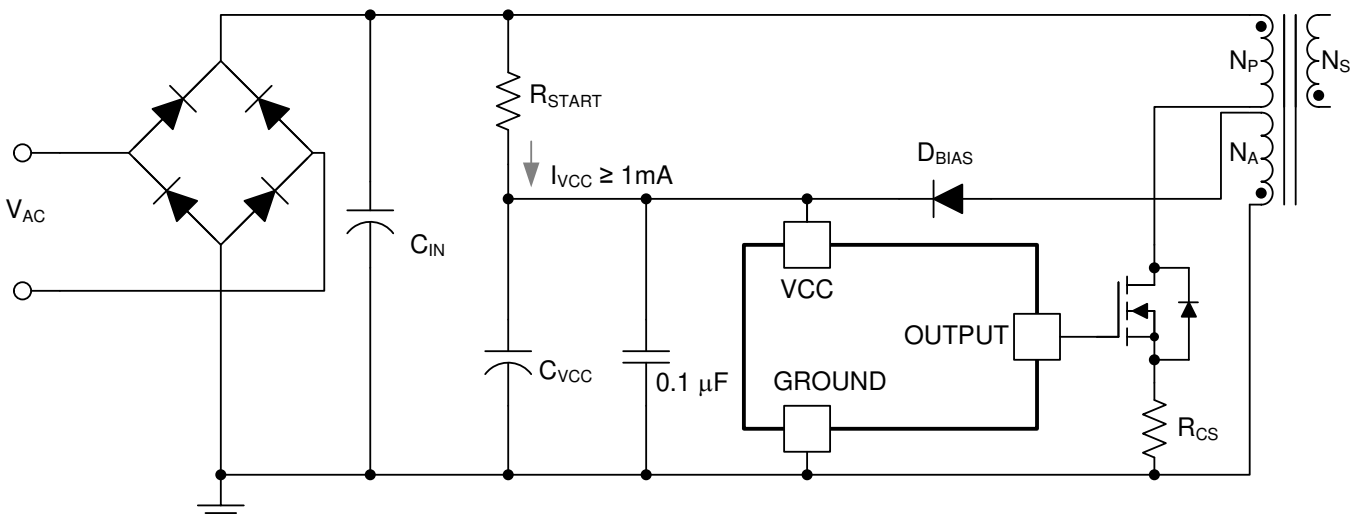 N_P
N_S
R_START
D_BIAS
N_A
I_VCC ≥ 1mA
V_AC
C_IN
VCC
OUTPUT
C_VCC
0.1 μF
GROUND
R_CS